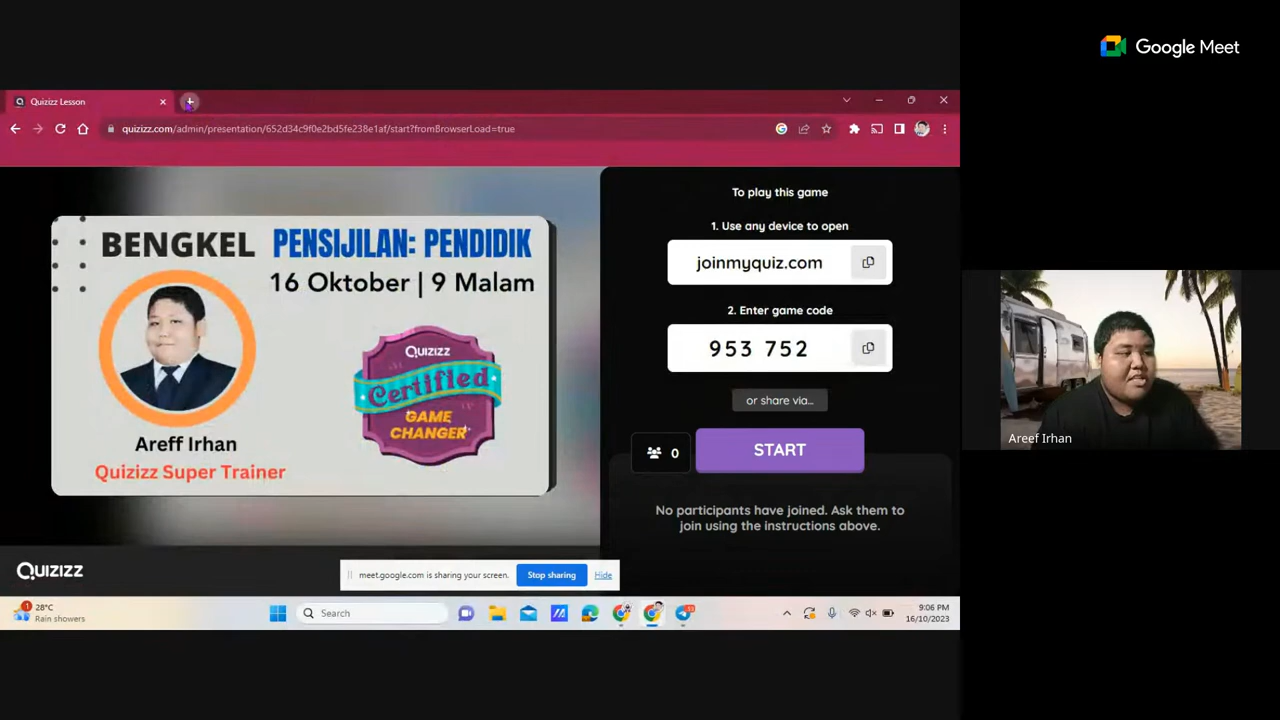 Google Meet
Quizizz Lesson
quizizz.com/admin/presentation/652d34c9f0e2bd5fe238e1af/start?fromBrowserLoad=true
BENGKEL PENSIJILAN: PENDIDIK
16 Oktober | 9 Malam
Quizizz
Certified
GAME
CHANGER
Areff Irhan
Quizizz Super Trainer
To play this game
1. Use any device to open
joinmyquiz.com
2. Enter game code
953 752
or share via...
0
START
No participants have joined. Ask them to
join using the instructions above.
Areef Irhan
Quizizz
meet.google.com is sharing your screen.
Stop sharing
Hide
1
28°C
Rain showers
Search
9:06 PM
16/10/2023